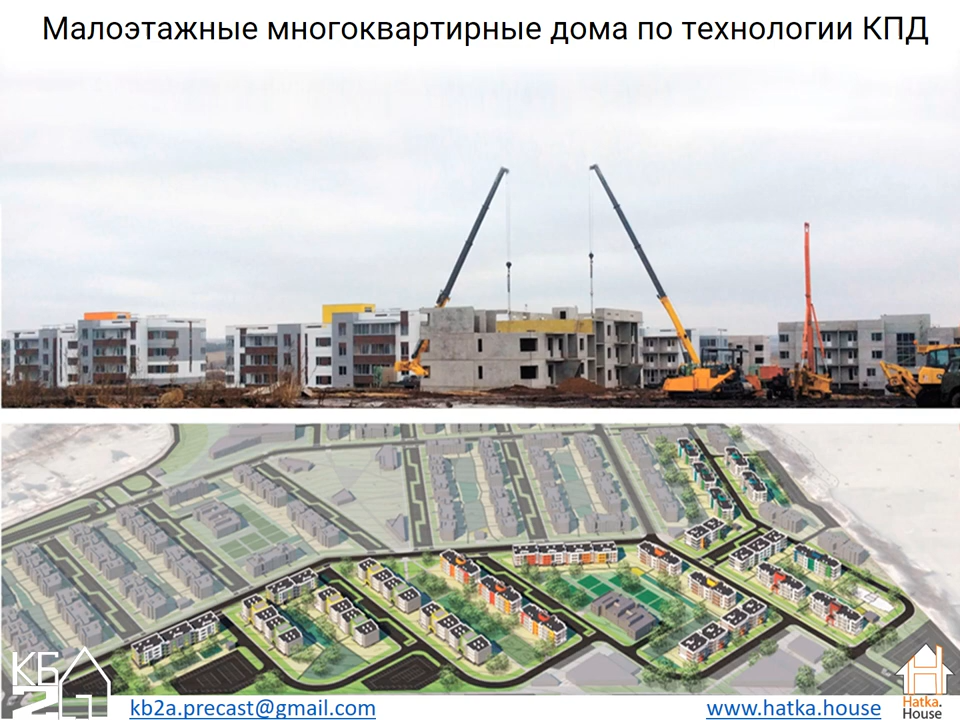 Малоэтажные многоквартирные дома по технологии КПД
КБ
2А
kb2a.precast@gmail.com
www.hatka.house
Hatka.
House